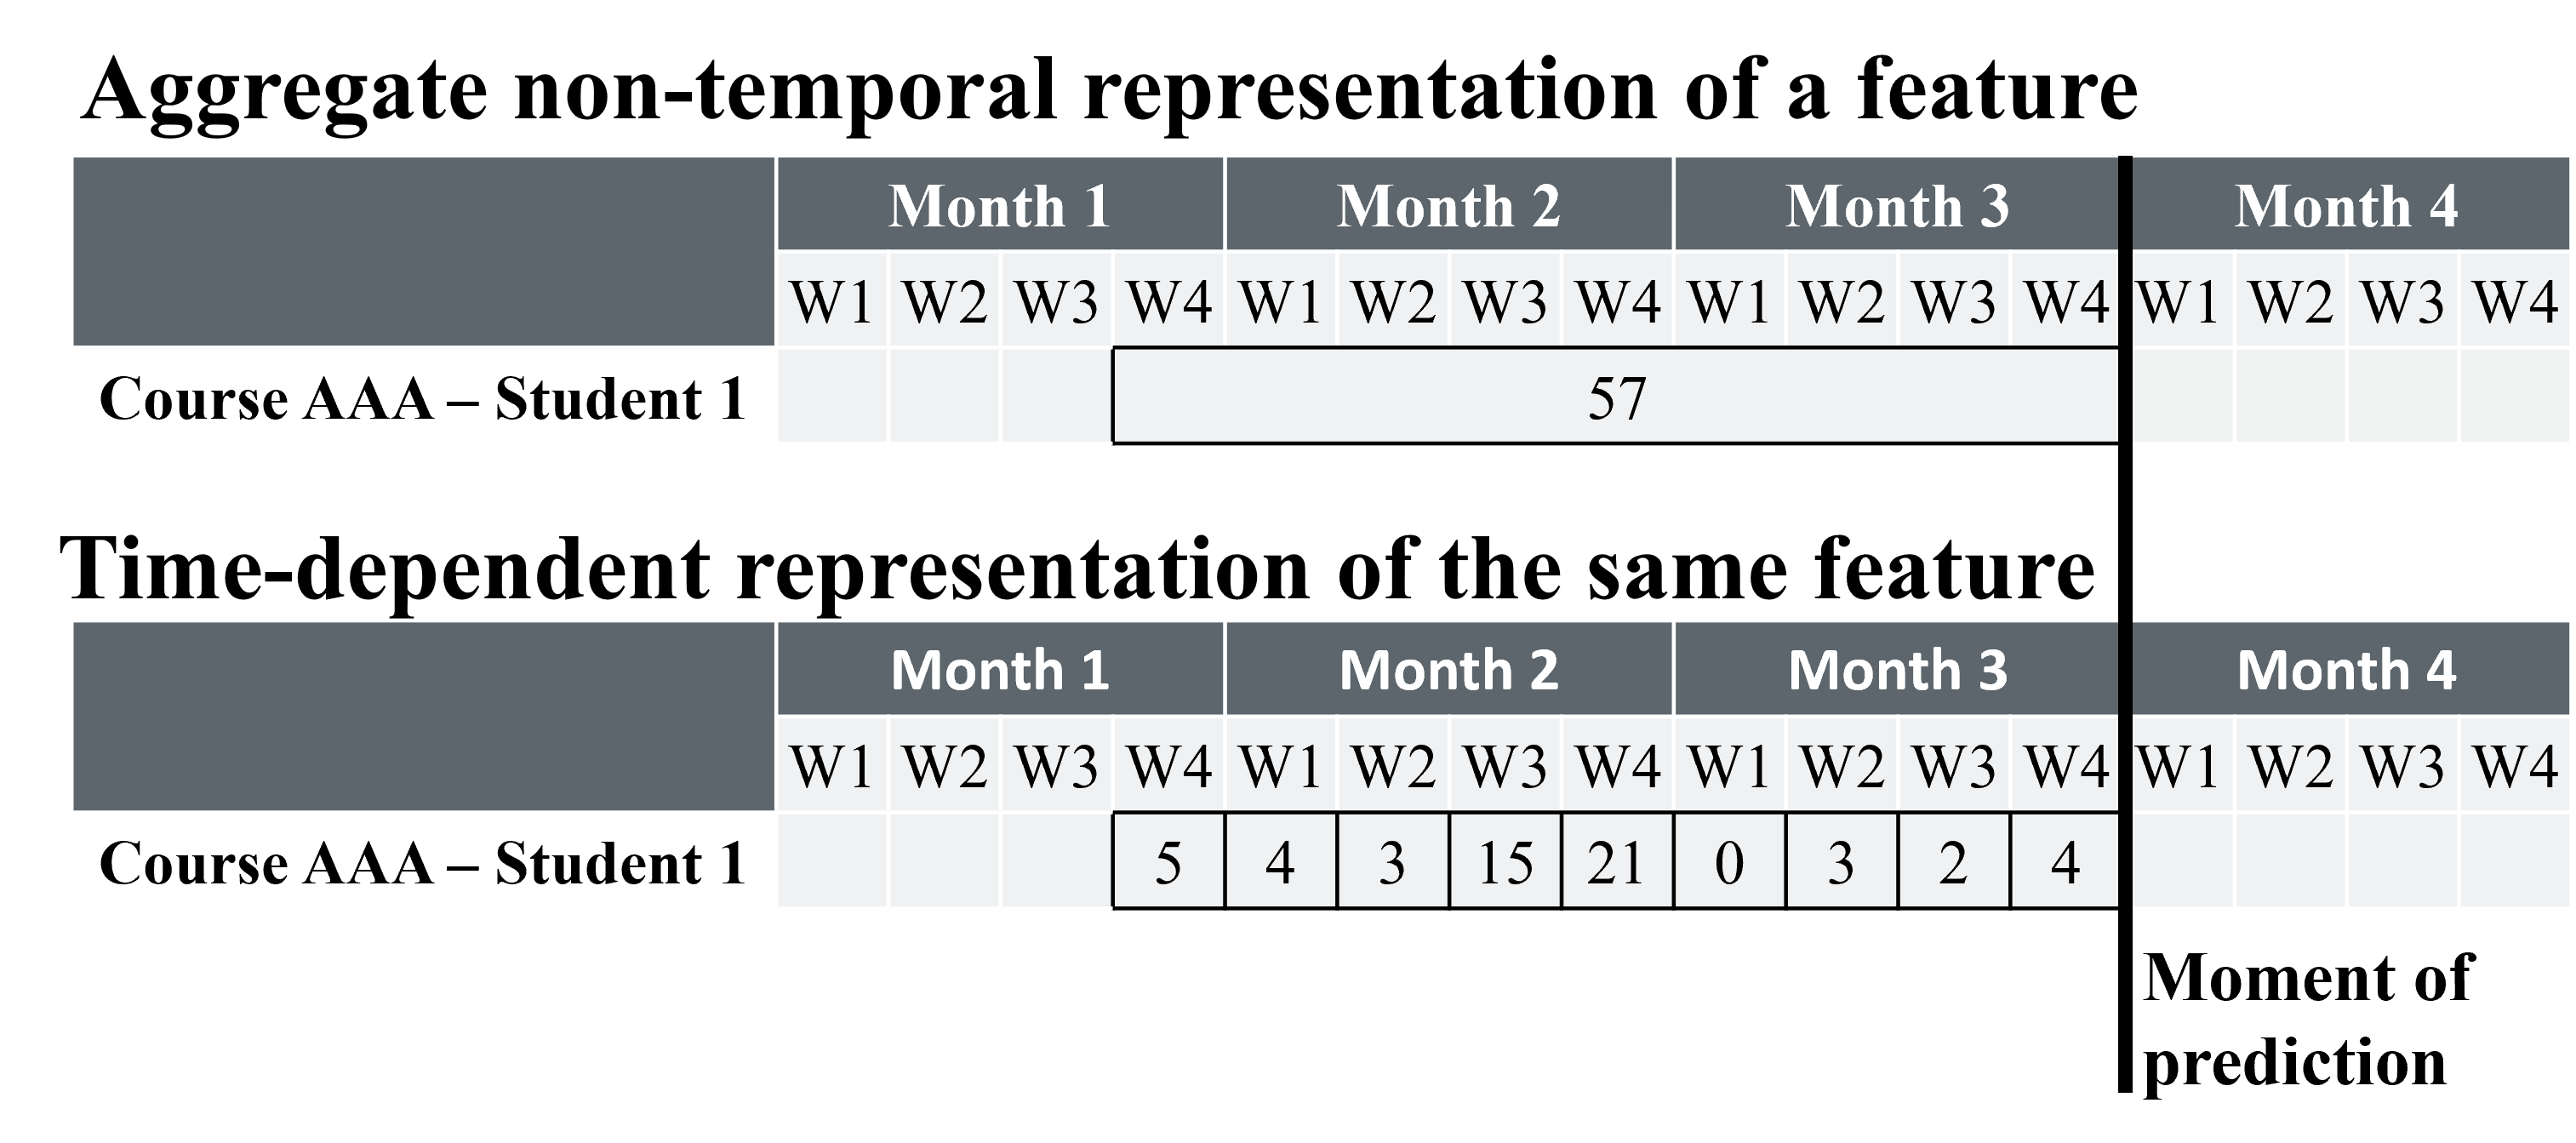 Aggregate non-temporal representation of a feature
Month 1 Month 2 Month 3 Month 4
W1 W2 W3 W4 W1 W2 W3 W4 W1 W2 W3 W4 W1 W2 W3 W4
Course AAA – Student 1 57
Time-dependent representation of the same feature
Month 1 Month 2 Month 3 Month 4
W1 W2 W3 W4 W1 W2 W3 W4 W1 W2 W3 W4 W1 W2 W3 W4
Course AAA – Student 1 5 4 3 15 21 0 3 2 4
Moment of
prediction